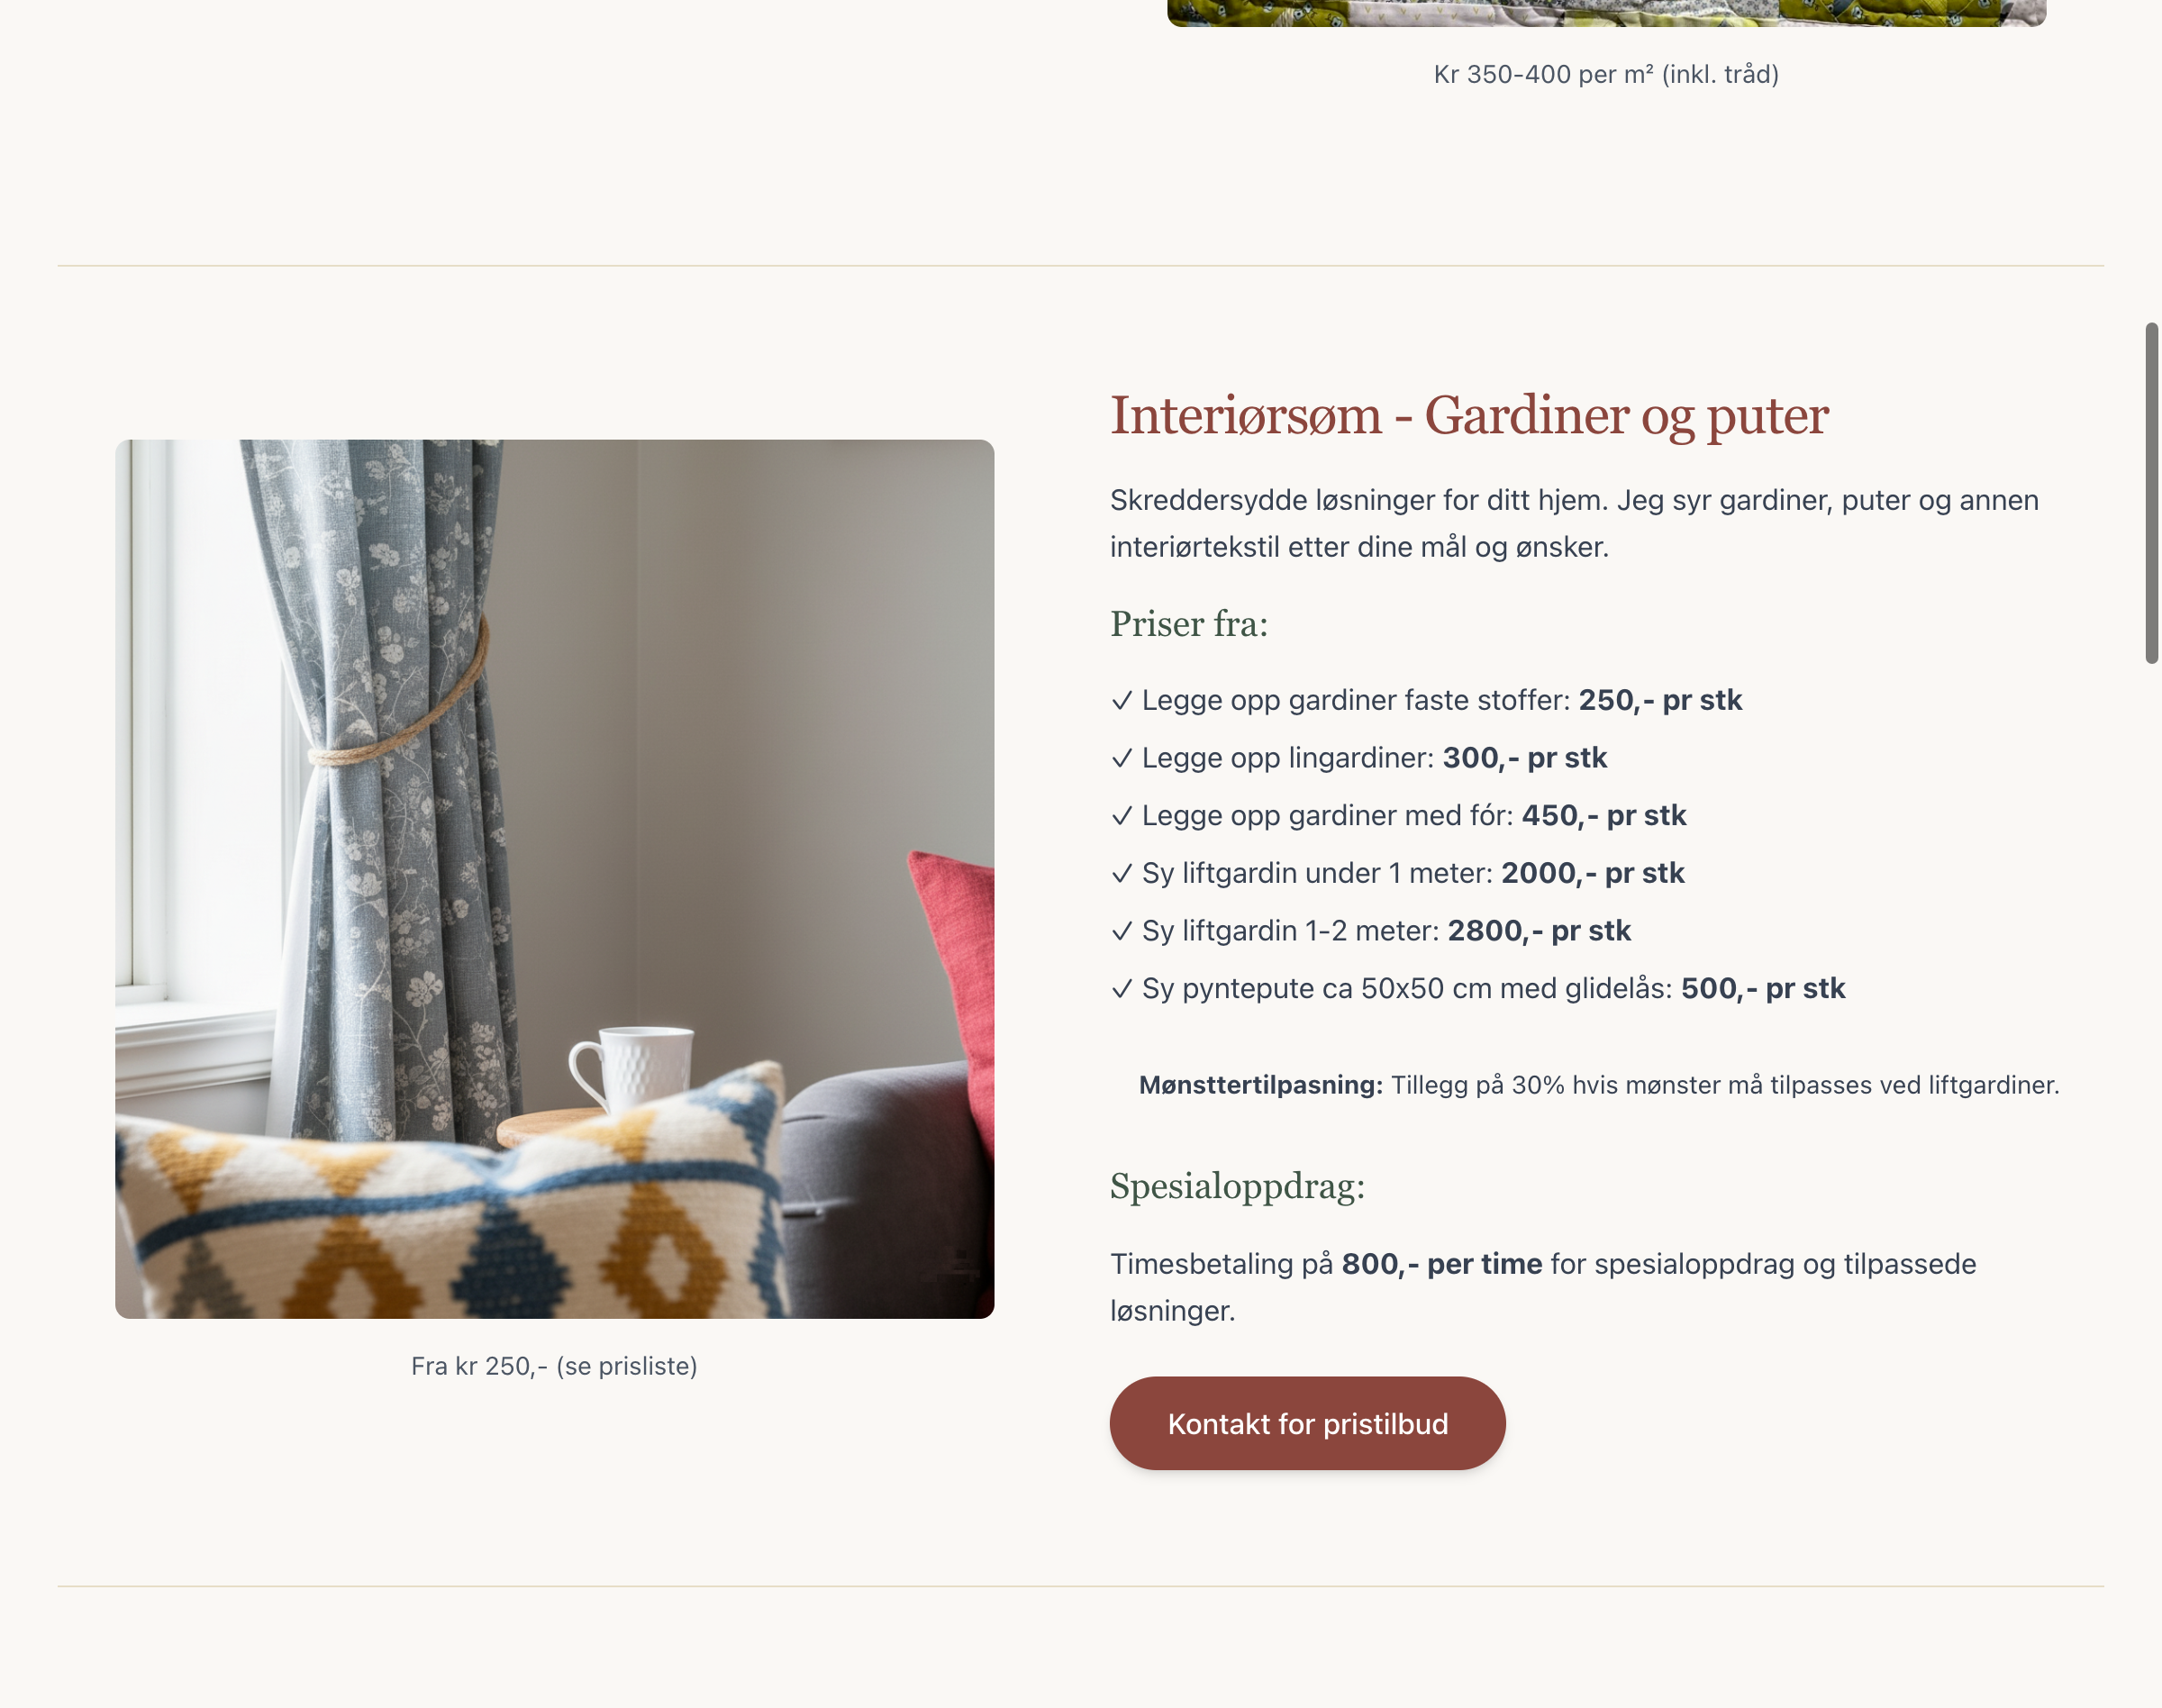 Kr 350-400 per m² (inkl. tråd)
Interiørsøm - Gardiner og puter
Skreddersydde løsninger for ditt hjem. Jeg syr gardiner, puter og annen
interiørtekstil etter dine mål og ønsker.
Priser fra:
✓ Legge opp gardiner faste stoffer: 250,- pr stk
✓ Legge opp lingardiner: 300,- pr stk
✓ Legge opp gardiner med fór: 450,- pr stk
✓ Sy liftgardin under 1 meter: 2000,- pr stk
✓ Sy liftgardin 1-2 meter: 2800,- pr stk
✓ Sy pyntepute ca 50x50 cm med glidelås: 500,- pr stk
Mønsttertilpasning: Tillegg på 30% hvis mønster må tilpasses ved liftgardiner.
Spesialoppdrag:
Timesbetaling på 800,- per time for spesialoppdrag og tilpassede
løsninger.
Fra kr 250,- (se prisliste)
Kontakt for pristilbud